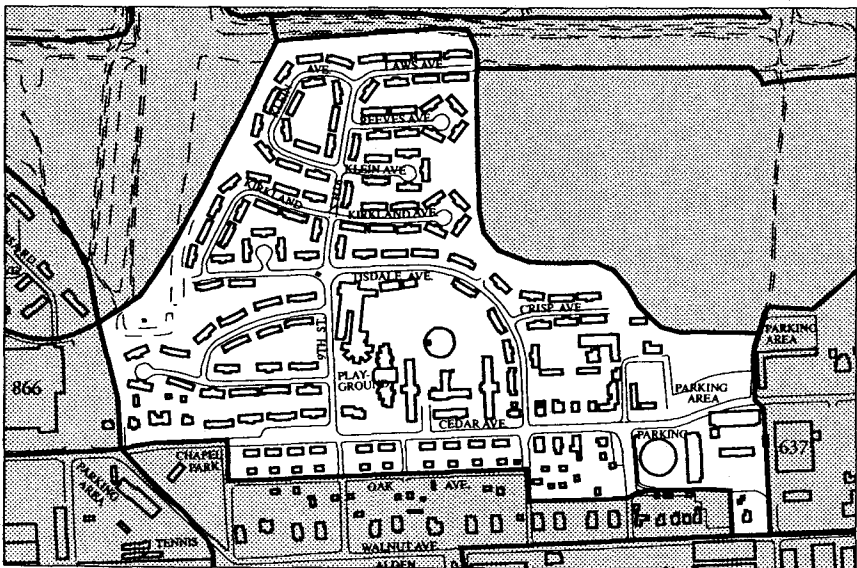 LAWS AVE.
AVE.
REEVES AVE.
KLEIN AVE
KIRKLAND
KIRKLAND AVE.
TISDALE AVE.
CRISP AVE
12TH ST
PLAY-
GROUND
CEDAR AVE.
PARKING
AREA
PARKING
AREA
PARKING
866
637
CHAPEL
PARK
PARKING
AREA
OAK AVE.
TENNIS
WALNUT AVE.
ALDEN